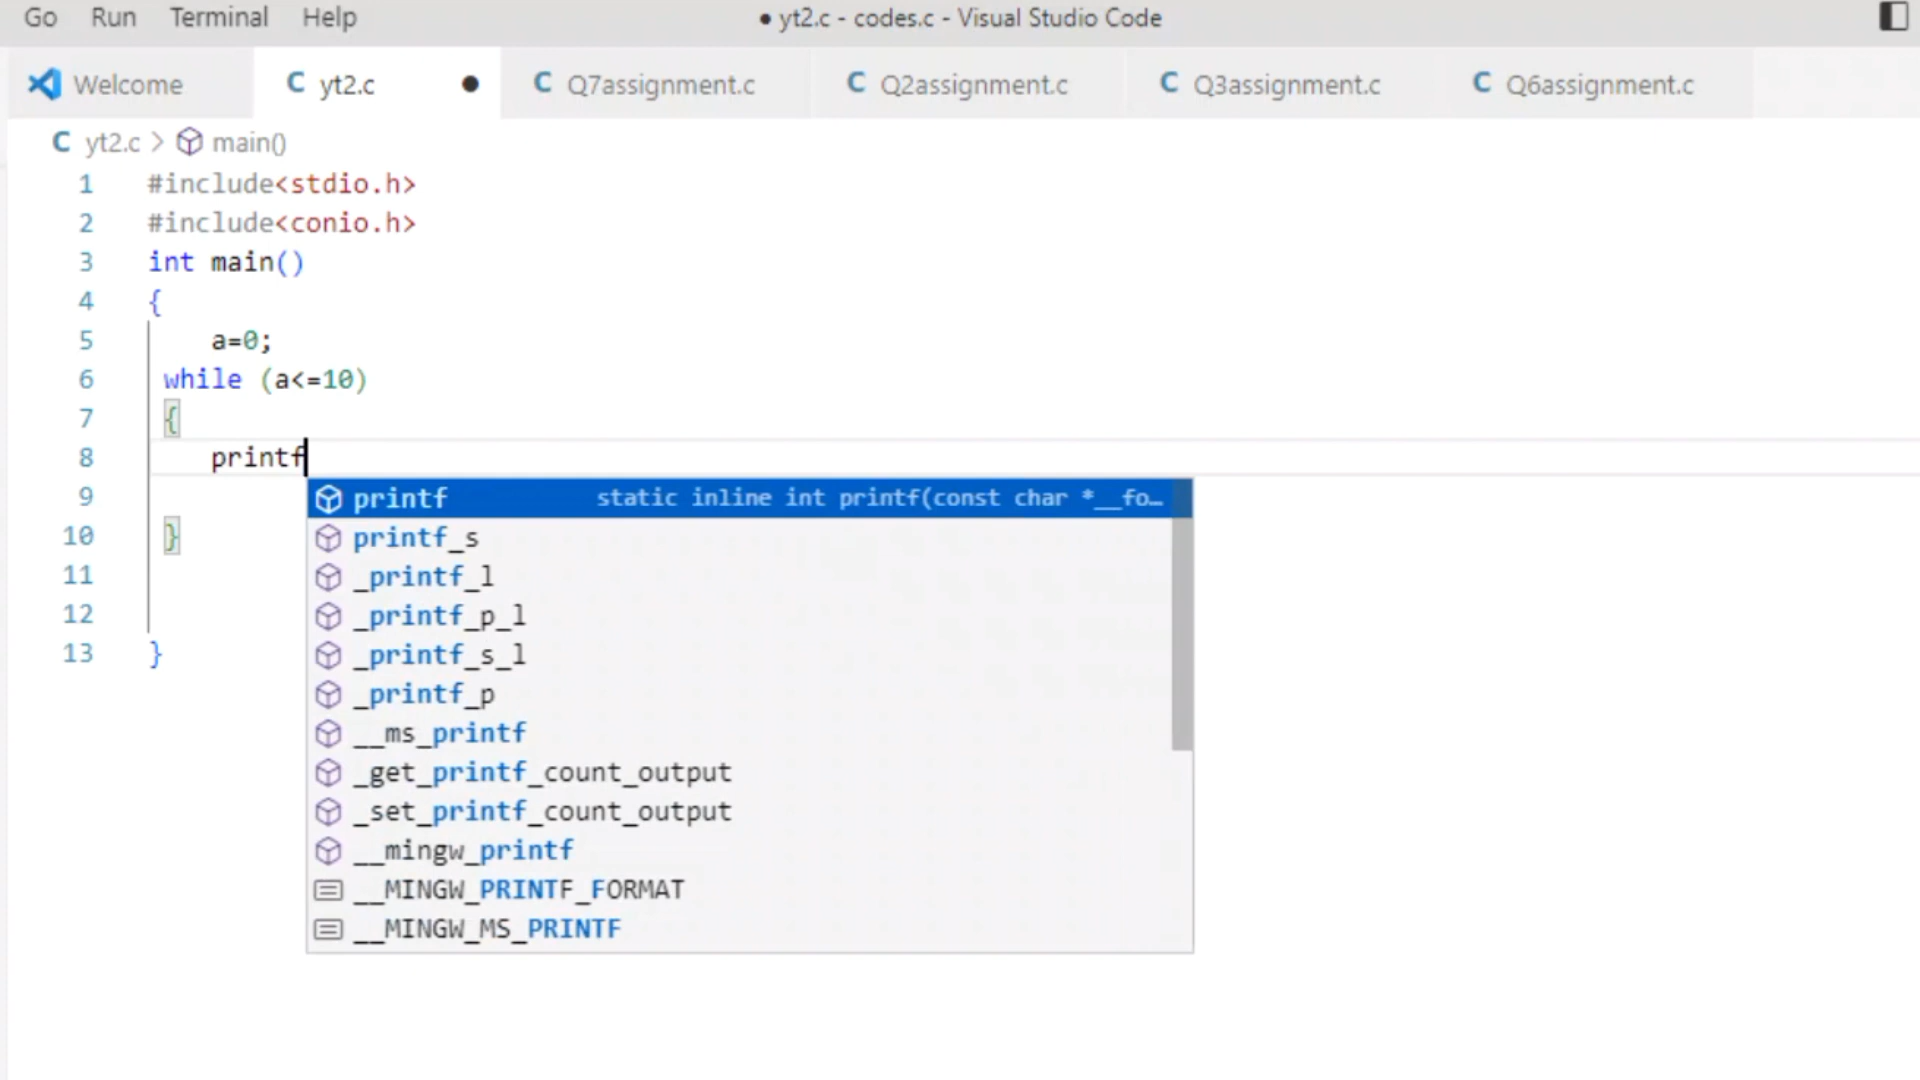 Go Run Terminal Help ● yt2.c - codes.c - Visual Studio Code
Welcome C yt2.c ● C Q7assignment.c C Q2assignment.c C Q3assignment.c C Q6assignment.c
C yt2.c > main()
1 #include<stdio.h>
2 #include<conio.h>
3 int main()
4 {
5 a=0;
6 while (a<=10)
7 {
8 printf
9
10 }
11
12
13 }
printf static inline int printf(const char *__fo…
printf_s
_printf_l
_printf_p_l
_printf_s_l
_printf_p
__ms_printf
_get_printf_count_output
_set_printf_count_output
__mingw_printf
__MINGW_PRINTF_FORMAT
__MINGW_MS_PRINTF